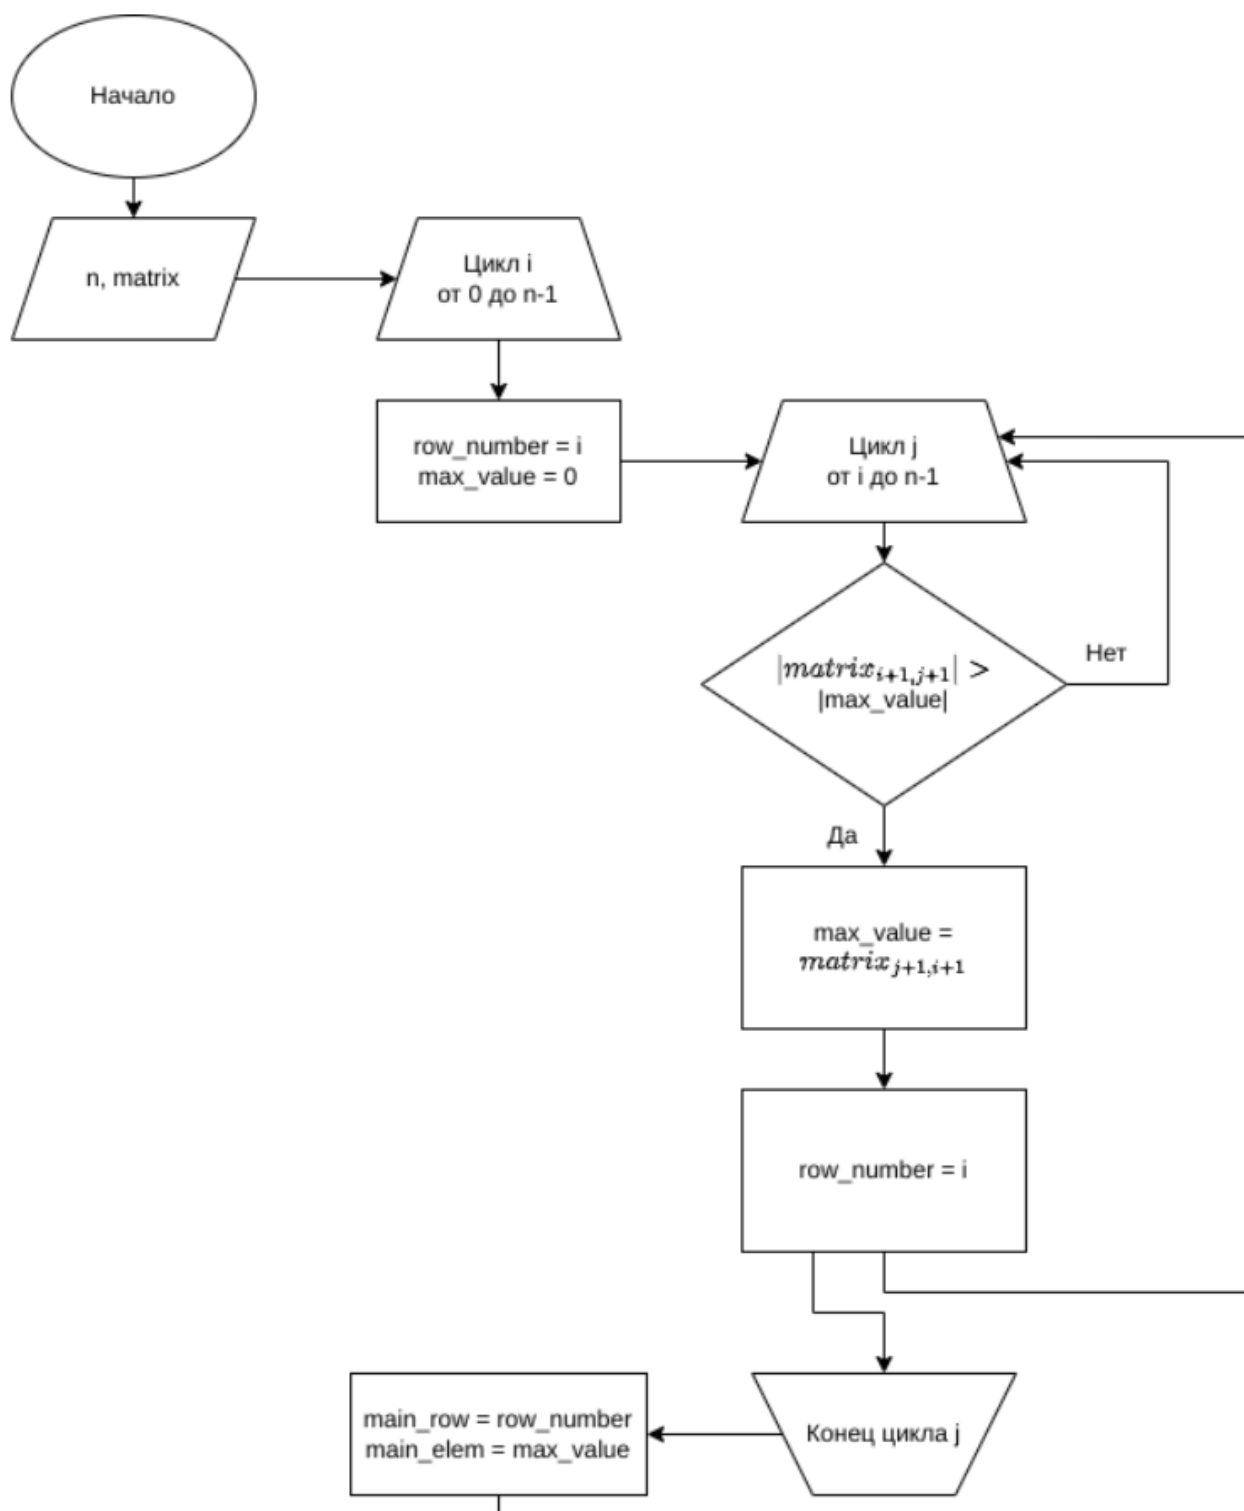 Начало
n, matrix
Цикл i
от 0 до n-1
row_number = i
max_value = 0
Цикл j
от i до n-1
|matrix_{i+1,j+1}| >
|max_value|
Нет
Да
max_value =
matrix_{j+1,i+1}
row_number = i
Конец цикла j
main_row = row_number
main_elem = max_value